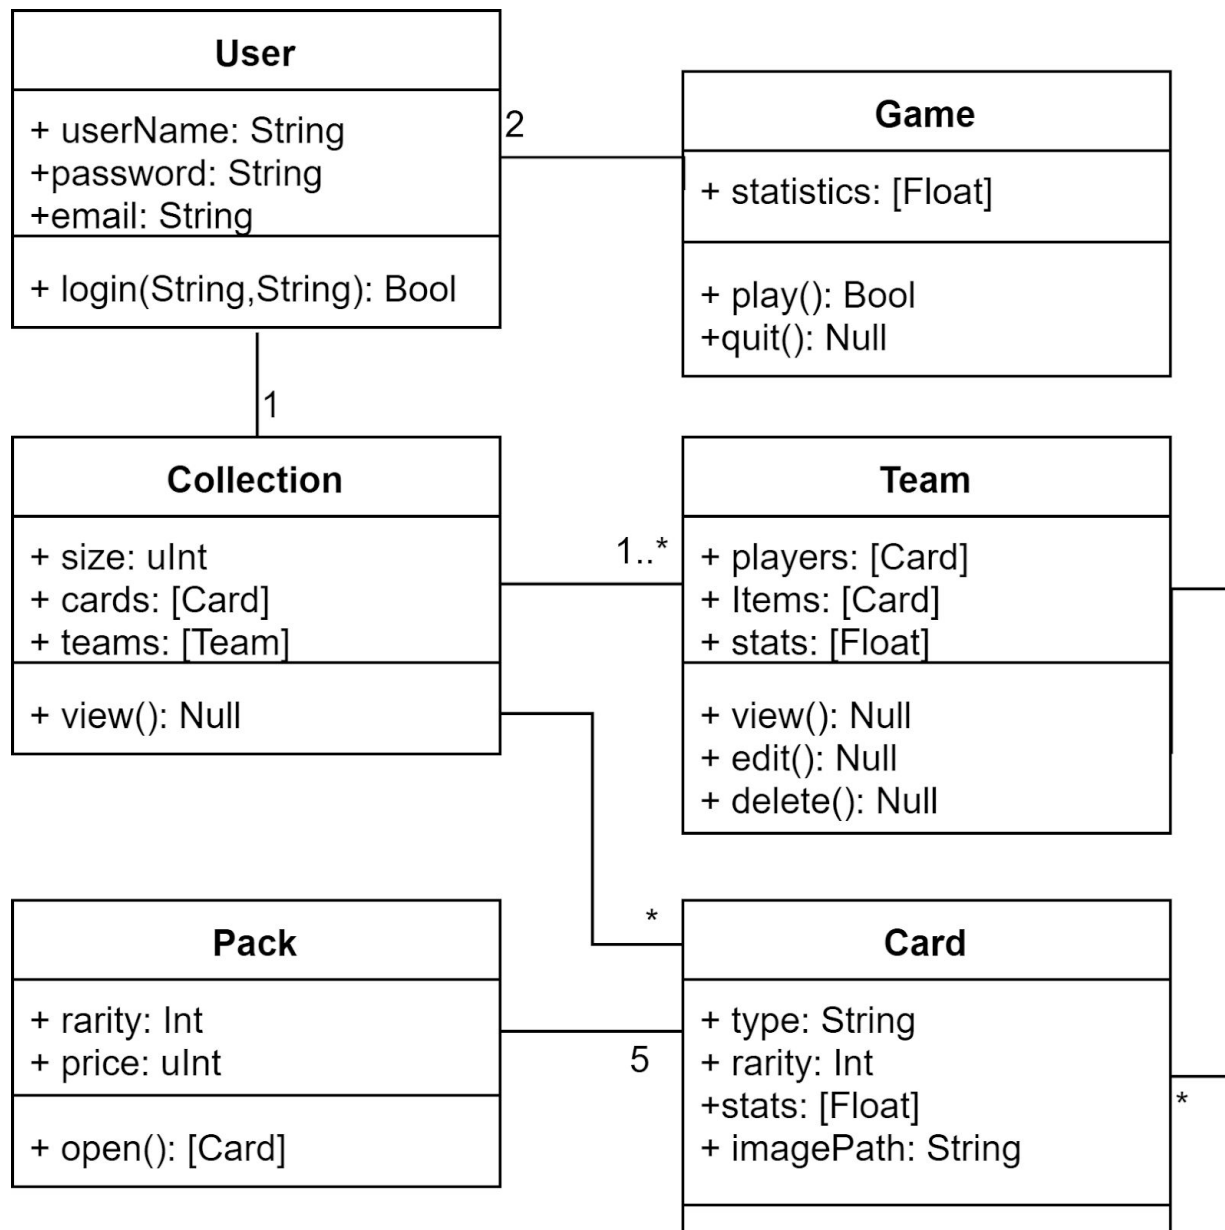 User
+ userName: String
+password: String
+email: String
+ login(String,String): Bool
2
Game
+ statistics: [Float]
+ play(): Bool
+quit(): Null
1
Collection
+ size: uInt
+ cards: [Card]
+ teams: [Team]
+ view(): Null
1..*
Team
+ players: [Card]
+ Items: [Card]
+ stats: [Float]
+ view(): Null
+ edit(): Null
+ delete(): Null
*
Pack
+ rarity: Int
+ price: uInt
+ open(): [Card]
5
Card
+ type: String
+ rarity: Int
+stats: [Float]
+ imagePath: String
*